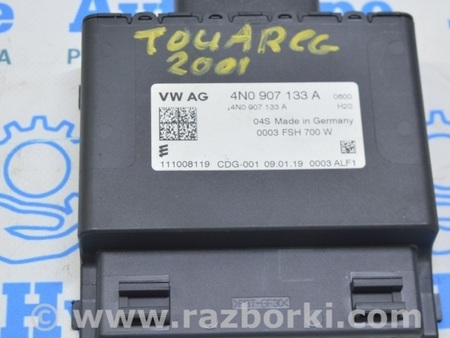 TOUAREG
2001
VW AG 4N0 907 133 A 0600
4N0 907 133 A H20
04S Made in Germany
0003 FSH 700 W
111008119 CDG-001 09.01.19 0003 ALF1
www.razborki.com